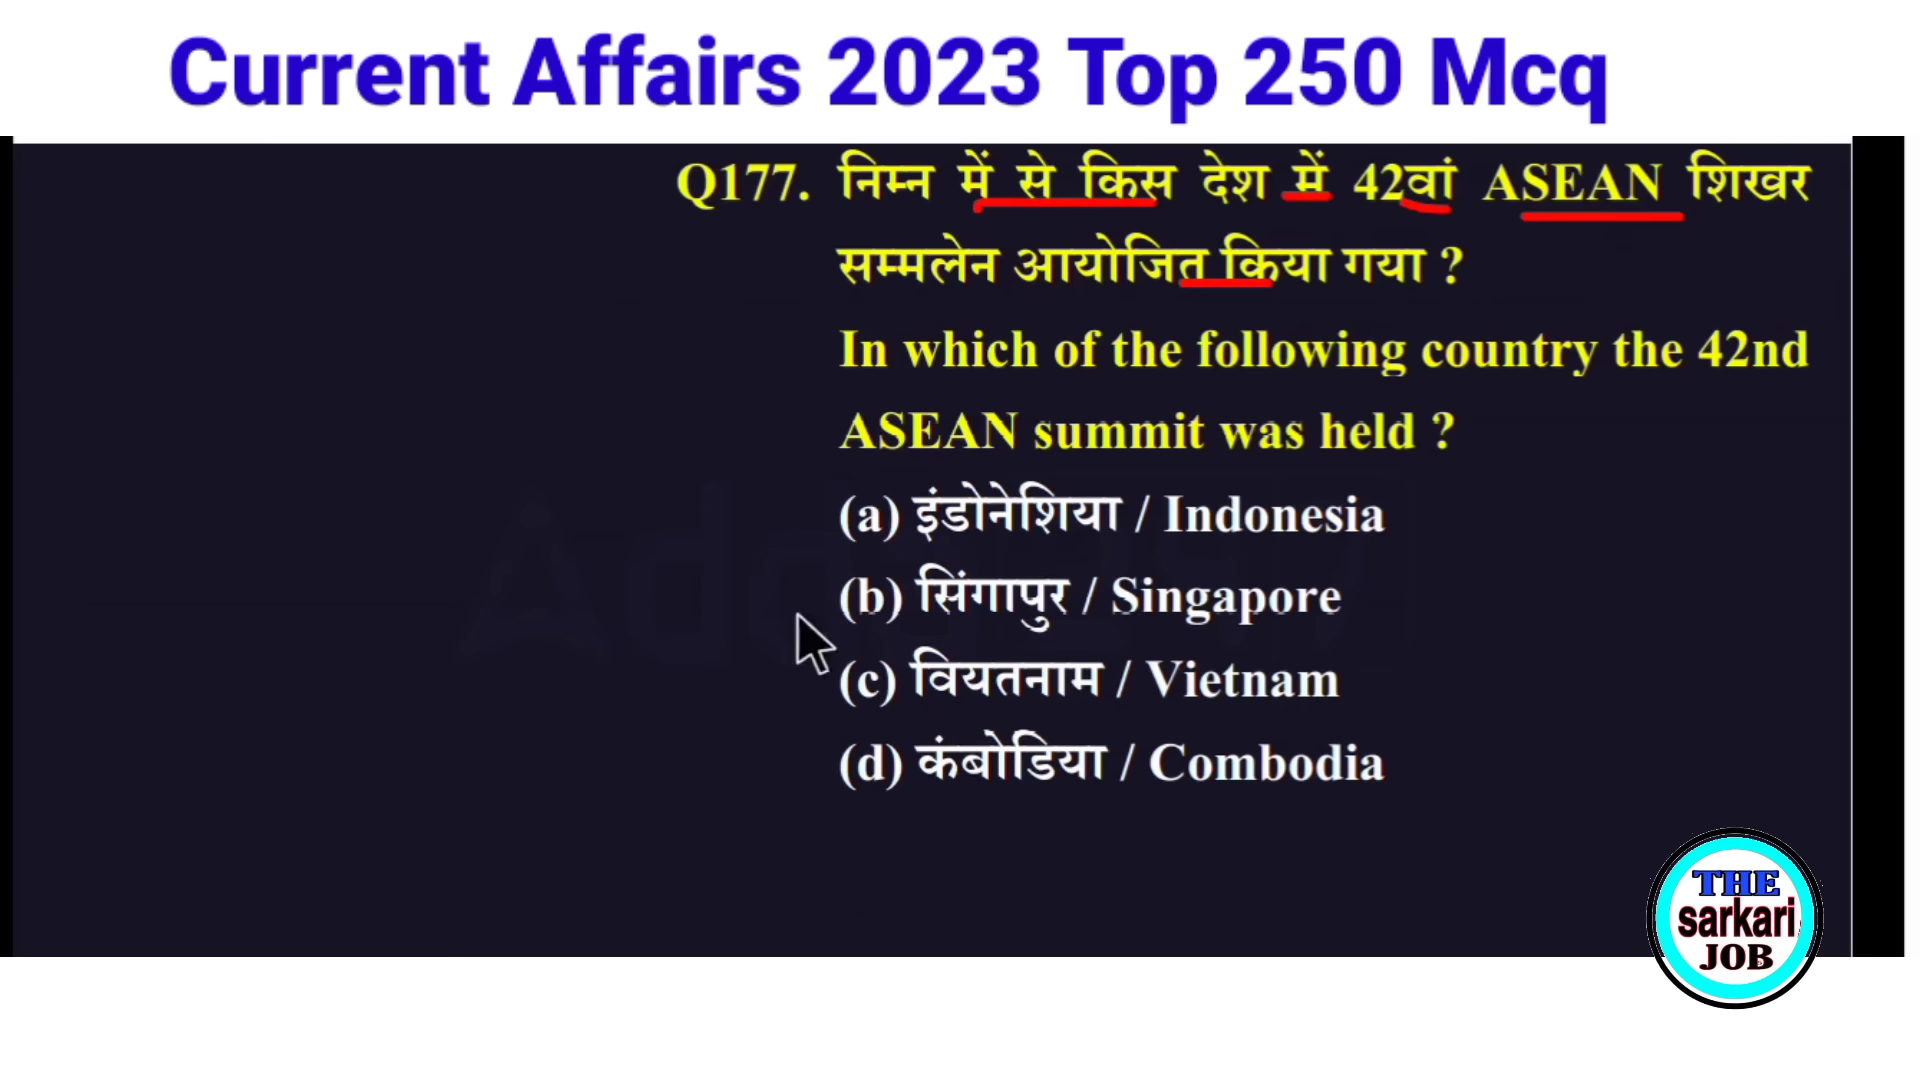 Current Affairs 2023 Top 250 Mcq
Q177. निम्न में से किस देश में 42वां ASEAN शिखर
सम्मलेन आयोजित किया गया ?
In which of the following country the 42nd
ASEAN summit was held ?
(a) इंडोनेशिया / Indonesia
(b) सिंगापुर / Singapore
(c) वियतनाम / Vietnam
(d) कंबोडिया / Combodia
THE
sarkari
JOB